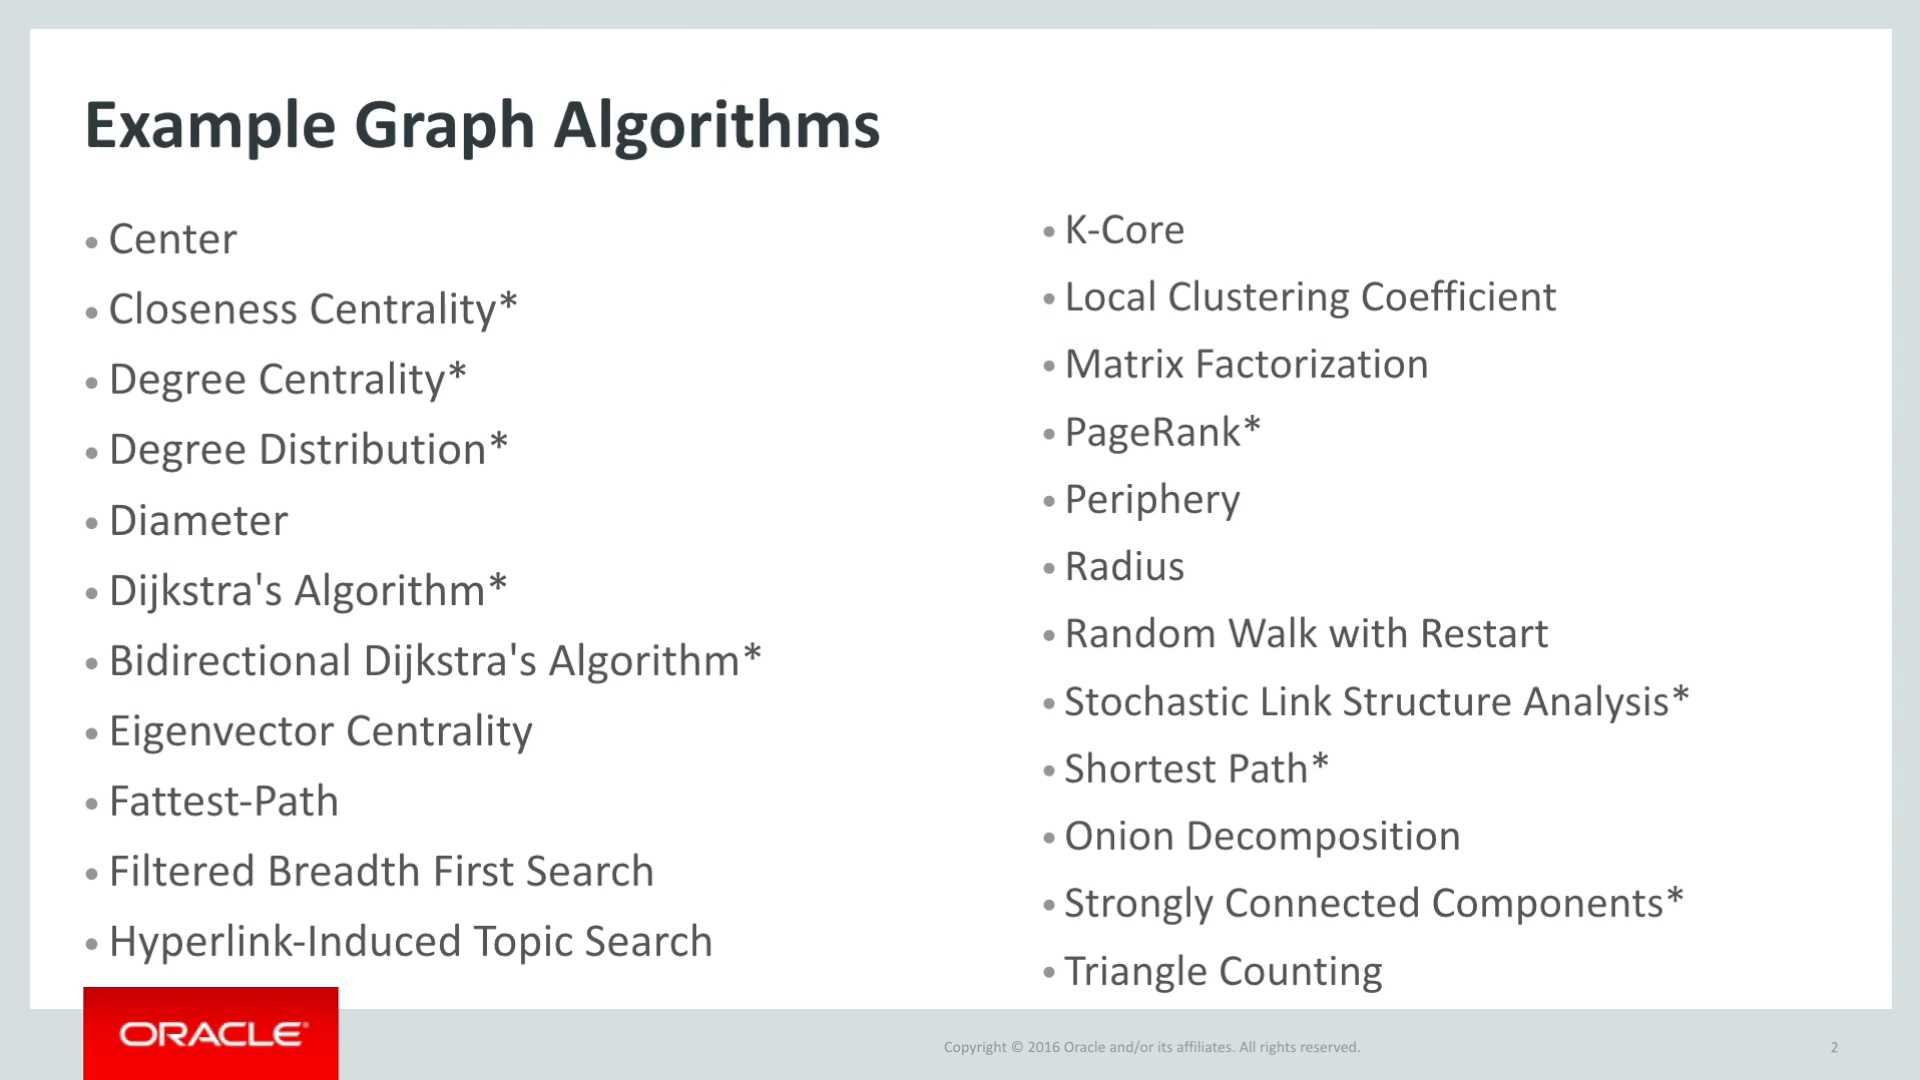 Example Graph Algorithms
• Center
• Closeness Centrality*
• Degree Centrality*
• Degree Distribution*
• Diameter
• Dijkstra's Algorithm*
• Bidirectional Dijkstra's Algorithm*
• Eigenvector Centrality
• Fattest-Path
• Filtered Breadth First Search
• Hyperlink-Induced Topic Search
• K-Core
• Local Clustering Coefficient
• Matrix Factorization
• PageRank*
• Periphery
• Radius
• Random Walk with Restart
• Stochastic Link Structure Analysis*
• Shortest Path*
• Onion Decomposition
• Strongly Connected Components*
• Triangle Counting
ORACLE®
Copyright © 2016 Oracle and/or its affiliates. All rights reserved.
2